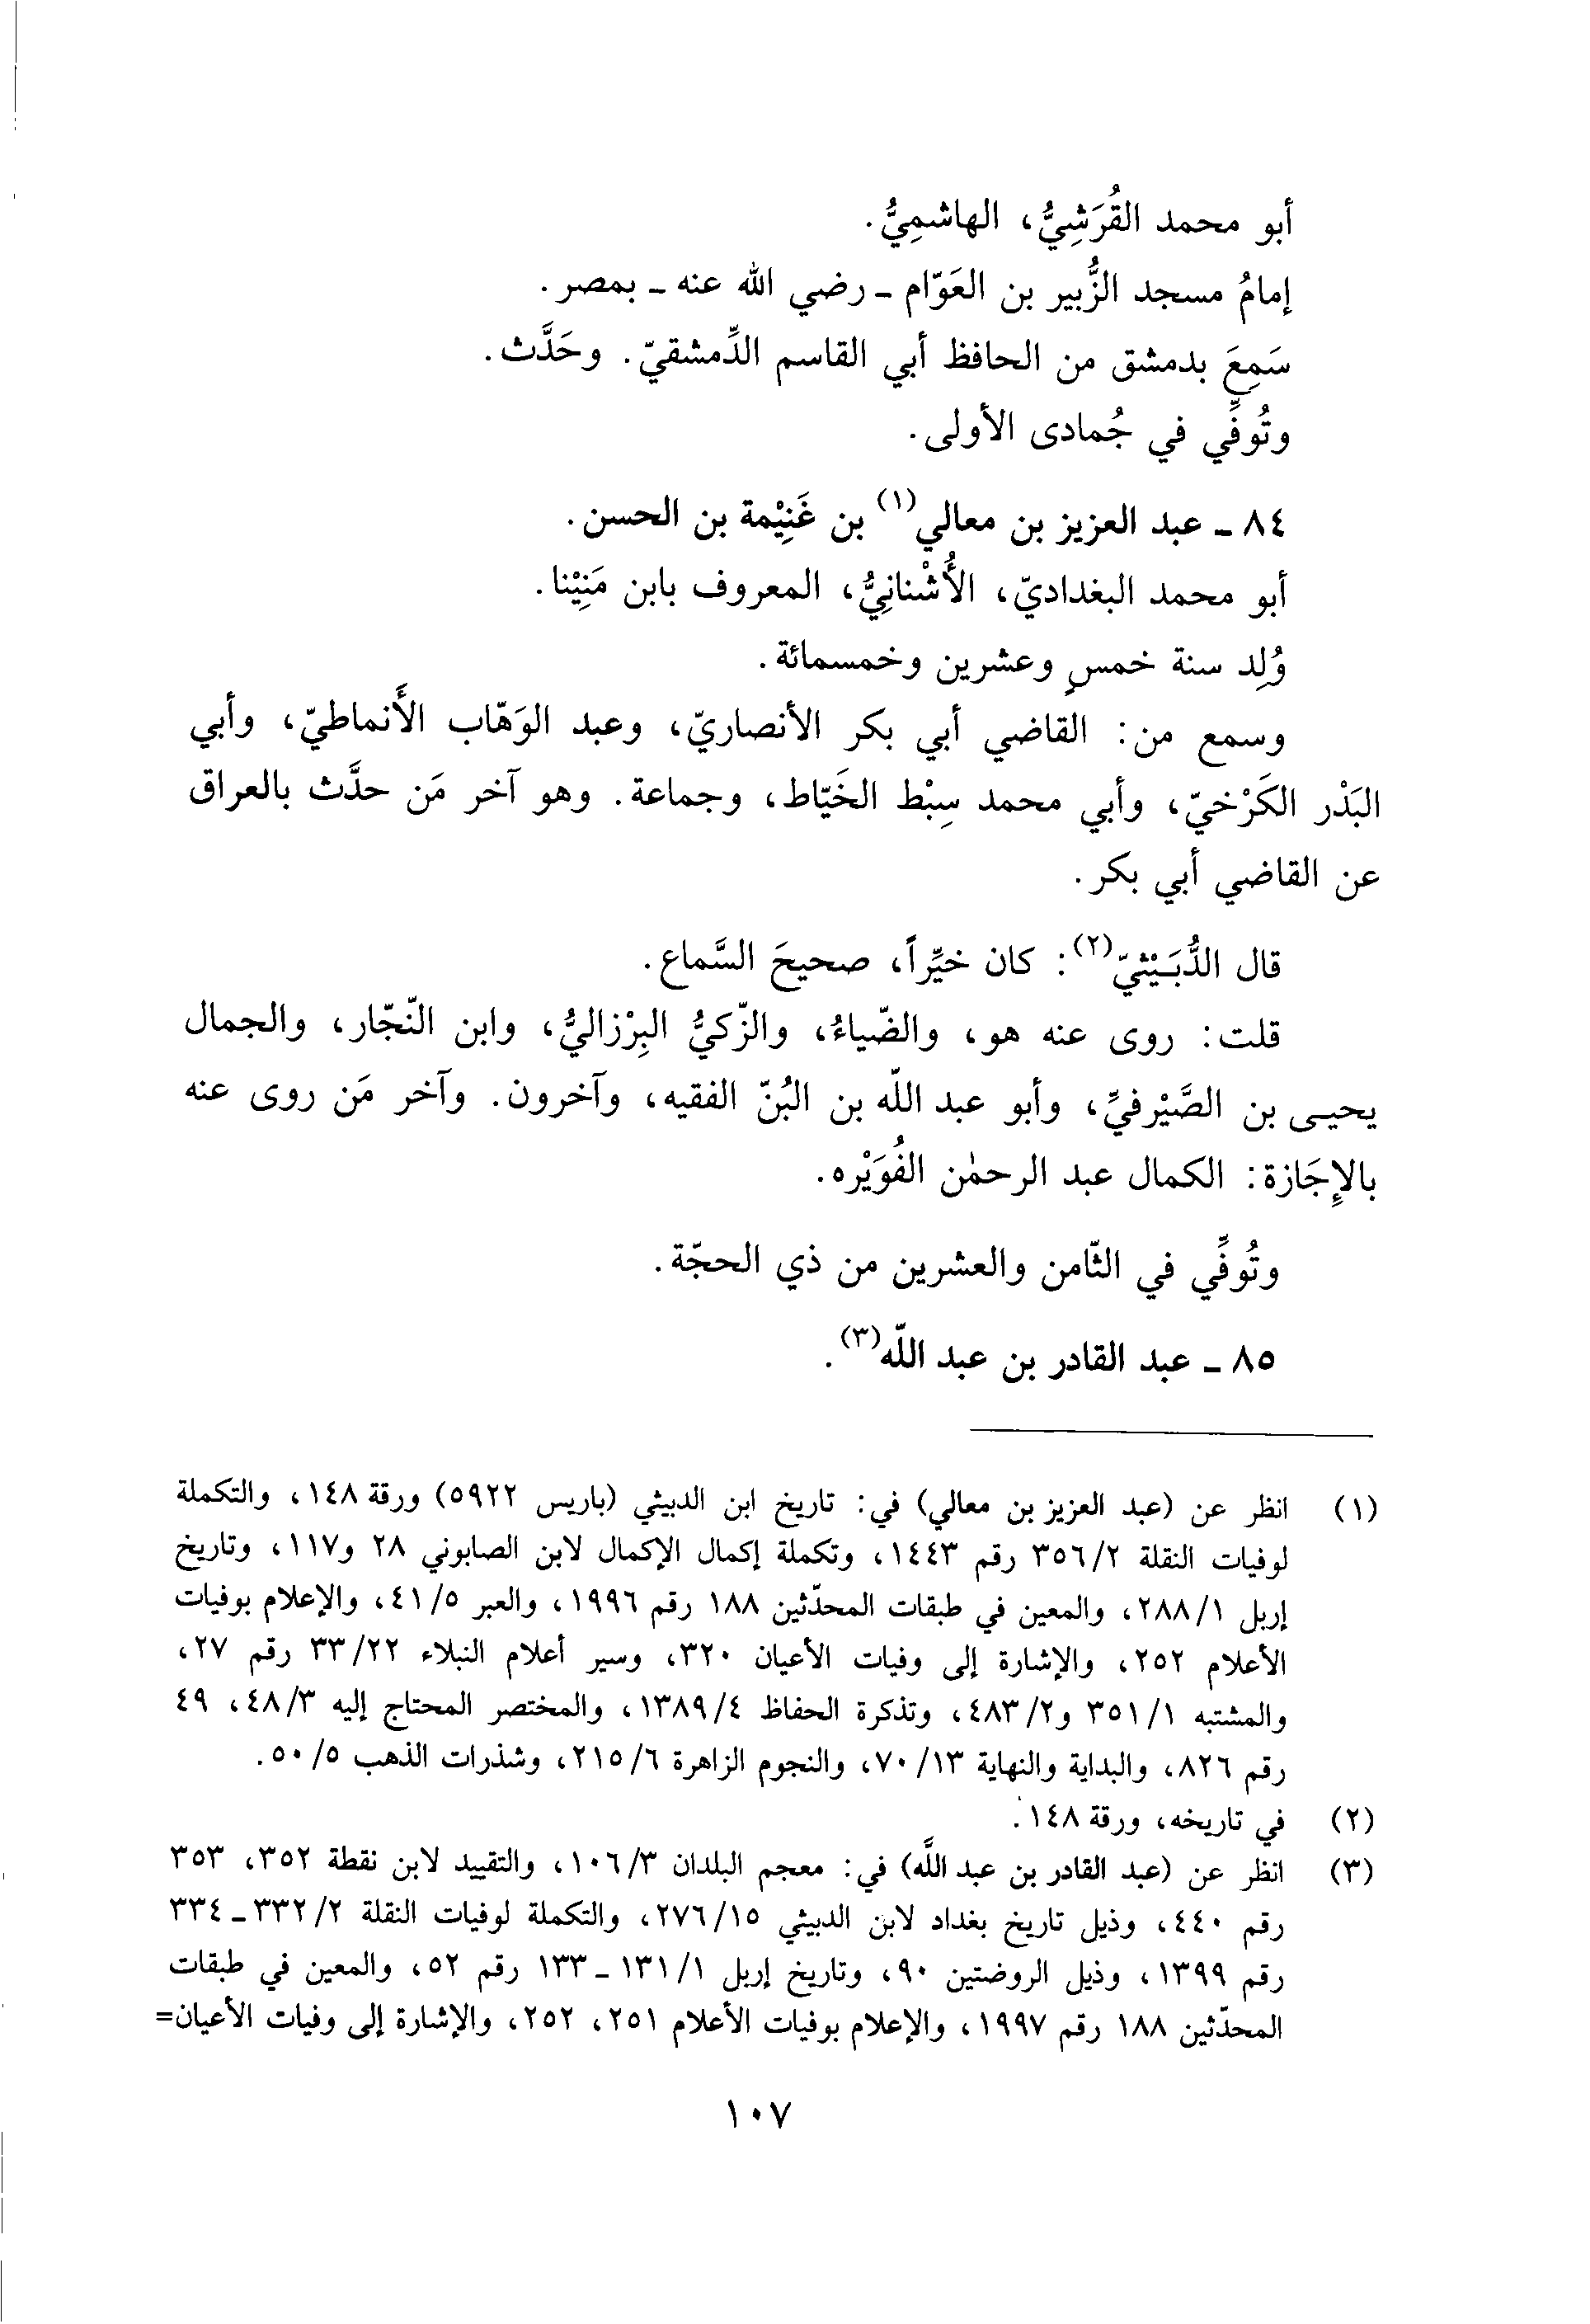 أبو محمد القُرَشِيُّ، الهاشمِيُّ.
إمامُ مسجد الزُّبير بن العَوّام ـ رضي الله عنه ـ بمصر.
سَمِعَ بدمشق من الحافظ أبي القاسم الدِّمشقيّ. وحَدَّث.
وتُوفِّي في جُمادى الأولى.
٨٤ ـ عبد العزيز بن معالي(١) بن غَنِيْمة بن الحسن.
أبو محمد البغداديّ، الأُشْنانِيُّ، المعروف بابن مَنِيْنا.
وُلِد سنة خمسٍ وعشرين وخمسمائة.
وسمع من: القاضي أبي بكر الأنصاريّ، وعبد الوَهّاب الأَنماطيّ، وأبي
البَدْر الكَرْخيّ، وأبي محمد سِبْط الخَيّاط، وجماعة. وهو آخر مَن حدَّث بالعراق
عن القاضي أبي بكر.
قال الدُّبَيْثيّ(٢): كان خيِّراً، صحيحَ السَّماع.
قلت: روى عنه هو، والضّياءُ، والزّكيُّ البِرْزاليُّ، وابن النّجّار، والجمال
يحيى بن الصَّيْرفيِّ، وأبو عبد اللّه بن البُنّ الفقيه، وآخرون. وآخر مَن روى عنه
بالإِجَازة: الكمال عبد الرحمٰن الفُوَيْره.
وتُوفِّي في الثّامن والعشرين من ذي الحجّة.
٨٥ ـ عبد القادر بن عبد اللّه(٣).
(١) انظر عن (عبد العزيز بن معالي) في: تاريخ ابن الدبيثي (باريس ٥٩٢٢) ورقة ١٤٨، والتكملة
لوفيات النقلة ٢/٣٥٦ رقم ١٤٤٣، وتكملة إكمال الإكمال لابن الصابوني ٢٨ و١١٧، وتاريخ
إربل ١/٢٨٨، والمعين في طبقات المحدّثين ١٨٨ رقم ١٩٩٦، والعبر ٥/٤١، والإعلام بوفيات
الأعلام ٢٥٢، والإشارة إلى وفيات الأعيان ٣٢٠، وسير أعلام النبلاء ٢٢/٣٣ رقم ٢٧،
والمشتبه ١/٣٥١ و٢/٤٨٣، وتذكرة الحفاظ ٤/١٣٨٩، والمختصر المحتاج إليه ٣/٤٨، ٤٩
رقم ٨٢٦، والبداية والنهاية ١٣/٧٠، والنجوم الزاهرة ٦/٢١٥، وشذرات الذهب ٥/٥٠.
(٢) في تاريخه، ورقة ١٤٨.
(٣) انظر عن (عبد القادر بن عبد اللَّه) في: معجم البلدان ٣/١٠٦، والتقييد لابن نقطة ٣٥٢، ٣٥٣
رقم ٤٤٠، وذيل تاريخ بغداد لابن الدبيثي ١٥/٢٧٦، والتكملة لوفيات النقلة ٢/٣٣٢ـ٣٣٤
رقم ١٣٩٩، وذيل الروضتين ٩٠، وتاريخ إربل ١/١٣١ـ١٣٣ رقم ٥٢، والمعين في طبقات
المحدّثين ١٨٨ رقم ١٩٩٧، والإعلام بوفيات الأعلام ٢٥١، ٢٥٢، والإشارة إلى وفيات الأعيان=
١٠٧